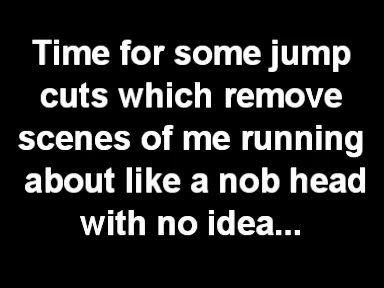 Time for some jump
cuts which remove
scenes of me running
about like a nob head
with no idea...